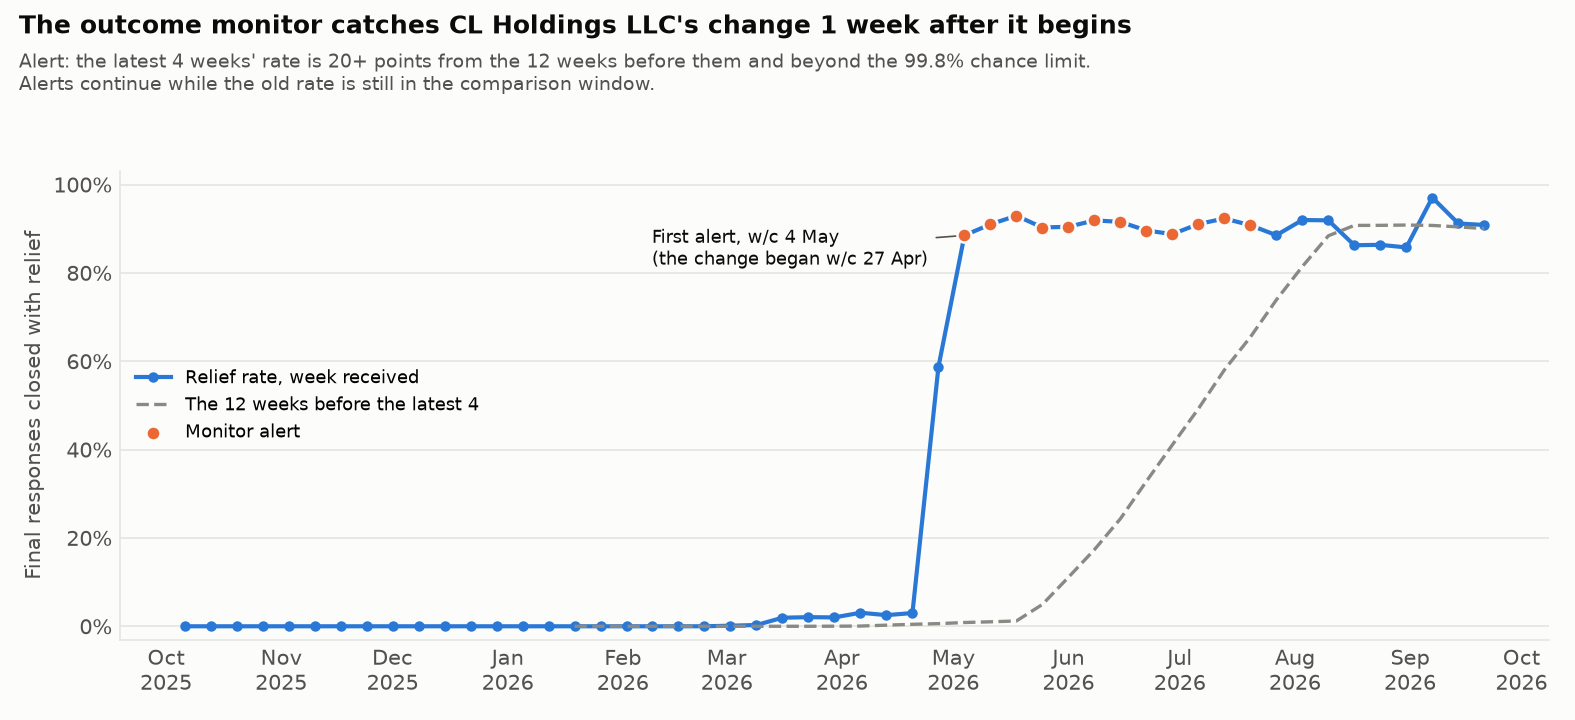 The outcome monitor catches CL Holdings LLC's change 1 week after it begins
Alert: the latest 4 weeks' rate is 20+ points from the 12 weeks before them and beyond the 99.8% chance limit.
Alerts continue while the old rate is still in the comparison window.
Final responses closed with relief
100%
80%
60%
40%
20%
0%
First alert, w/c 4 May
(the change began w/c 27 Apr)
Relief rate, week received
The 12 weeks before the latest 4
Monitor alert
Oct
2025
Nov
2025
Dec
2025
Jan
2026
Feb
2026
Mar
2026
Apr
2026
May
2026
Jun
2026
Jul
2026
Aug
2026
Sep
2026
Oct
2026